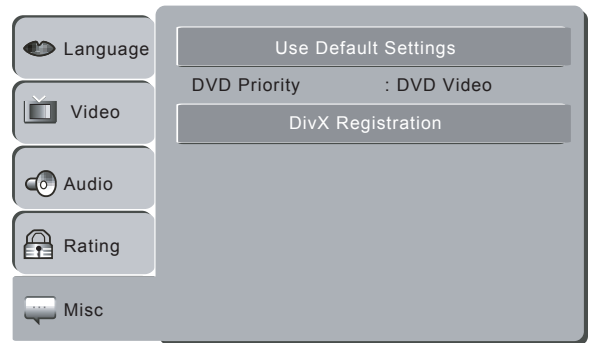 Language
Video
Audio
Rating
Misc
Use Default Settings
DVD Priority : DVD Video
DivX Registration